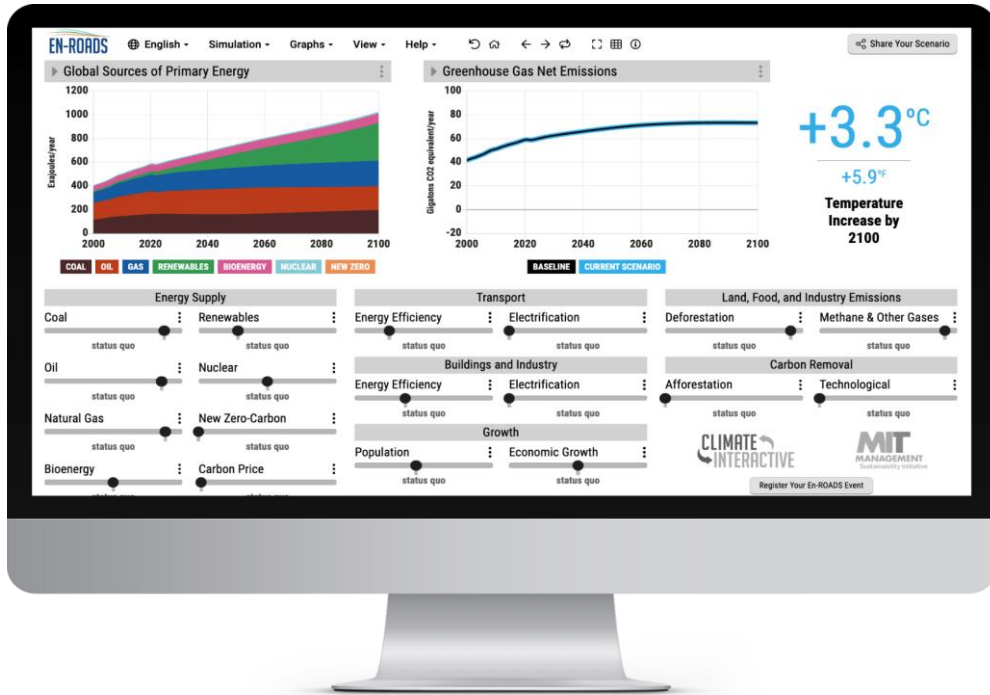 EN-ROADS English Simulation Graphs View Help Share Your Scenario
Global Sources of Primary Energy
1200
1000
800
600
400
200
0
Exajoules/year
2000 2020 2040 2060 2080 2100
COAL OIL GAS RENEWABLES BIOENERGY NUCLEAR NEW ZERO
Greenhouse Gas Net Emissions
100
80
60
40
20
0
-20
Gigatons CO2 equivalent/year
2000 2020 2040 2060 2080 2100
BASELINE CURRENT SCENARIO
+3.3°C
+5.9°F
Temperature
Increase by
2100
Energy Supply
Coal Renewables
status quo status quo
Oil Nuclear
status quo status quo
Natural Gas New Zero-Carbon
status quo status quo
Bioenergy Carbon Price
Transport
Energy Efficiency Electrification
status quo status quo
Buildings and Industry
Energy Efficiency Electrification
status quo status quo
Growth
Population Economic Growth
status quo status quo
Land, Food, and Industry Emissions
Deforestation Methane & Other Gases
status quo status quo
Carbon Removal
Afforestation Technological
status quo status quo
CLIMATE
INTERACTIVE
MIT
MANAGEMENT
Sustainability Initiative
Register Your En-ROADS Event